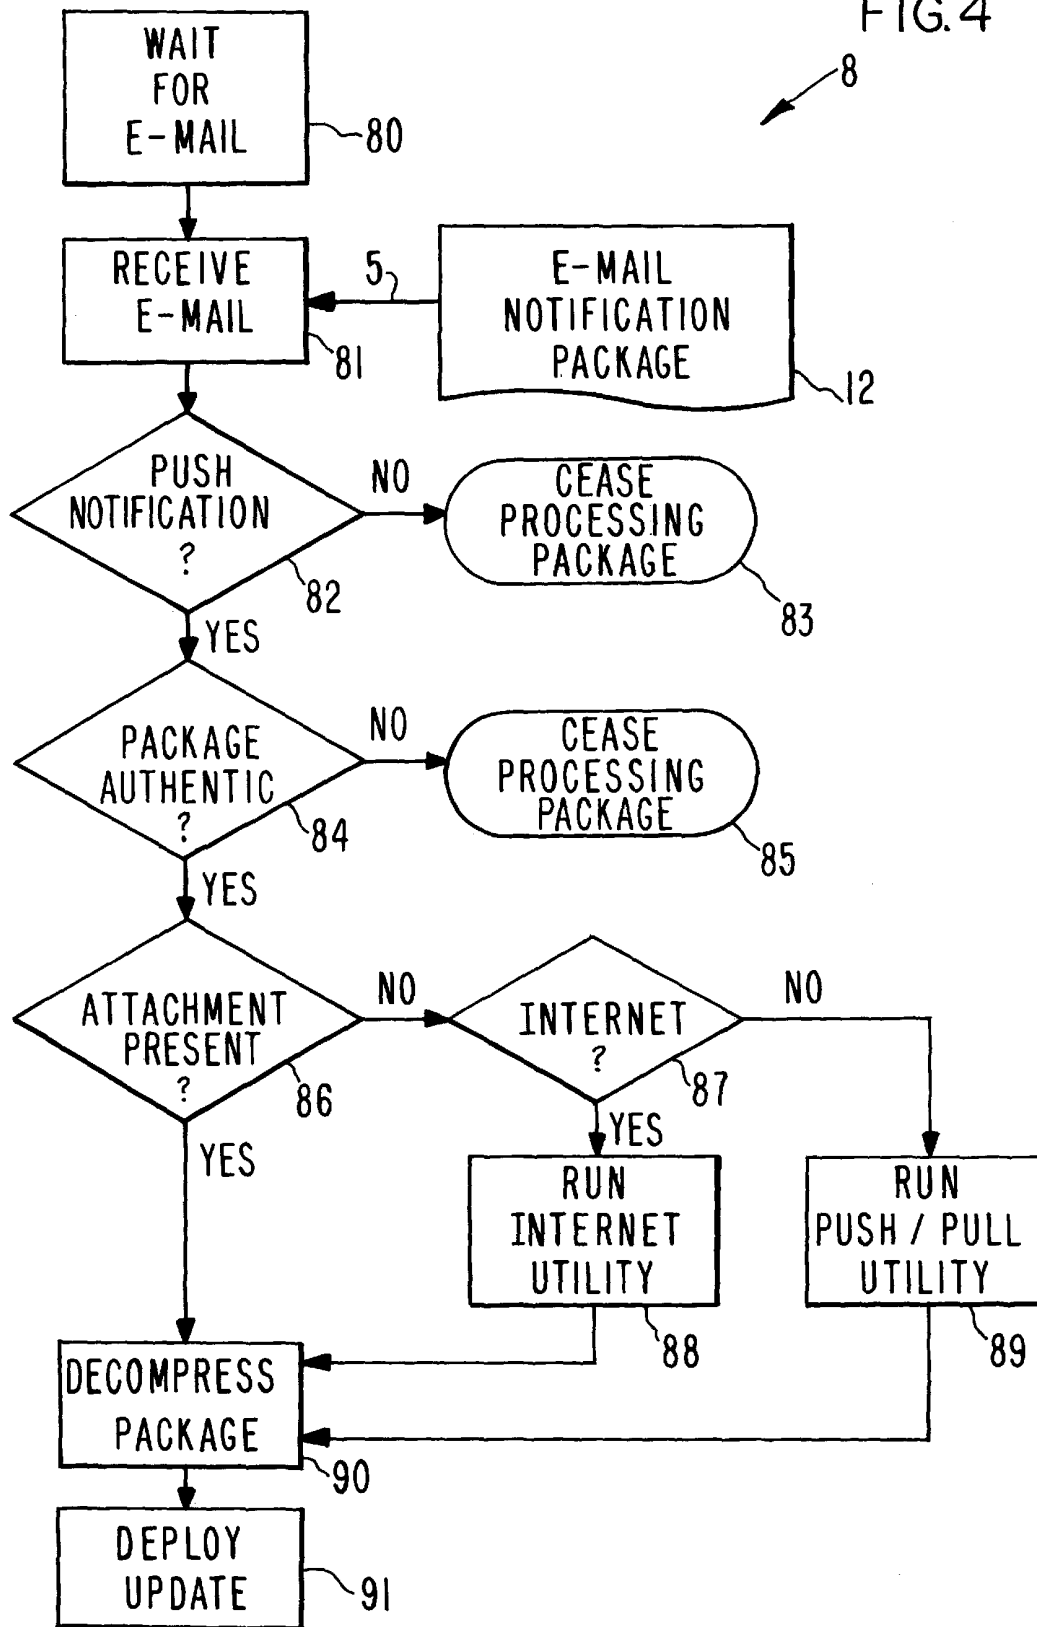 FIG. 4
8
WAIT
FOR
E-MAIL
80
RECEIVE
E-MAIL
81
5
E-MAIL
NOTIFICATION
PACKAGE
12
PUSH
NOTIFICATION
?
82
NO
CEASE
PROCESSING
PACKAGE
83
YES
PACKAGE
AUTHENTIC
?
84
NO
CEASE
PROCESSING
PACKAGE
85
YES
ATTACHMENT
PRESENT
?
86
NO
INTERNET
?
87
NO
YES
YES
RUN
INTERNET
UTILITY
88
RUN
PUSH / PULL
UTILITY
89
DECOMPRESS
PACKAGE
90
DEPLOY
UPDATE
91